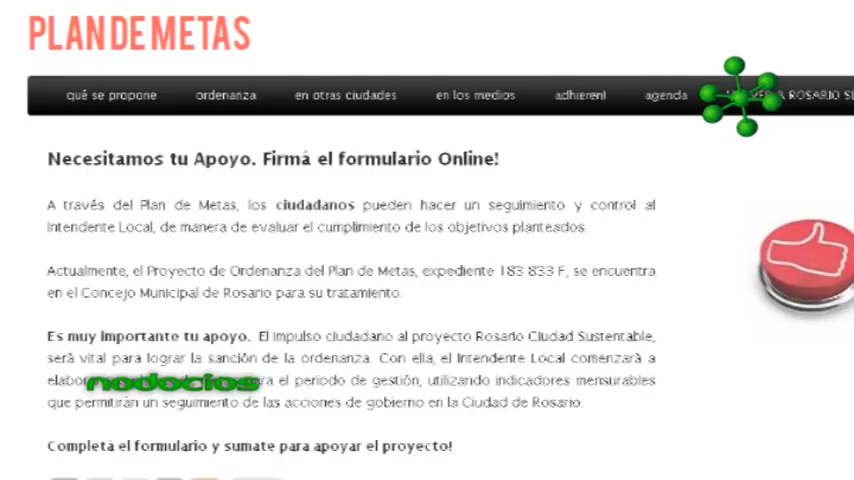 PLAN DE METAS
qué se propone ordenanza en otras ciudades en los medios adherent agenda A ROSARIO
Necesitamos tu Apoyo. Firmá el formulario Online!
A través del Plan de Metas, los ciudadanos pueden hacer un seguimiento y control al
Intendente Local, de manera de evaluar el cumplimiento de los objetivos planteados.
Actualmente, el Proyecto de Ordenanza del Plan de Metas, expediente 183 833 F, se encuentra
en el Concejo Municipal de Rosario para su tratamiento.
Es muy importante tu apoyo. El impulso ciudadano al proyecto Rosario Ciudad Sustentable,
será vital para lograr la sanción de la ordenanza. Con ella, el Intendente Local comenzará a
nodocios el periodo de gestión, utilizando indicadores mensurables
que permitirán un seguimiento de las acciones de gobierno en la Ciudad de Rosario.
Completá el formulario y sumate para apoyar el proyecto!